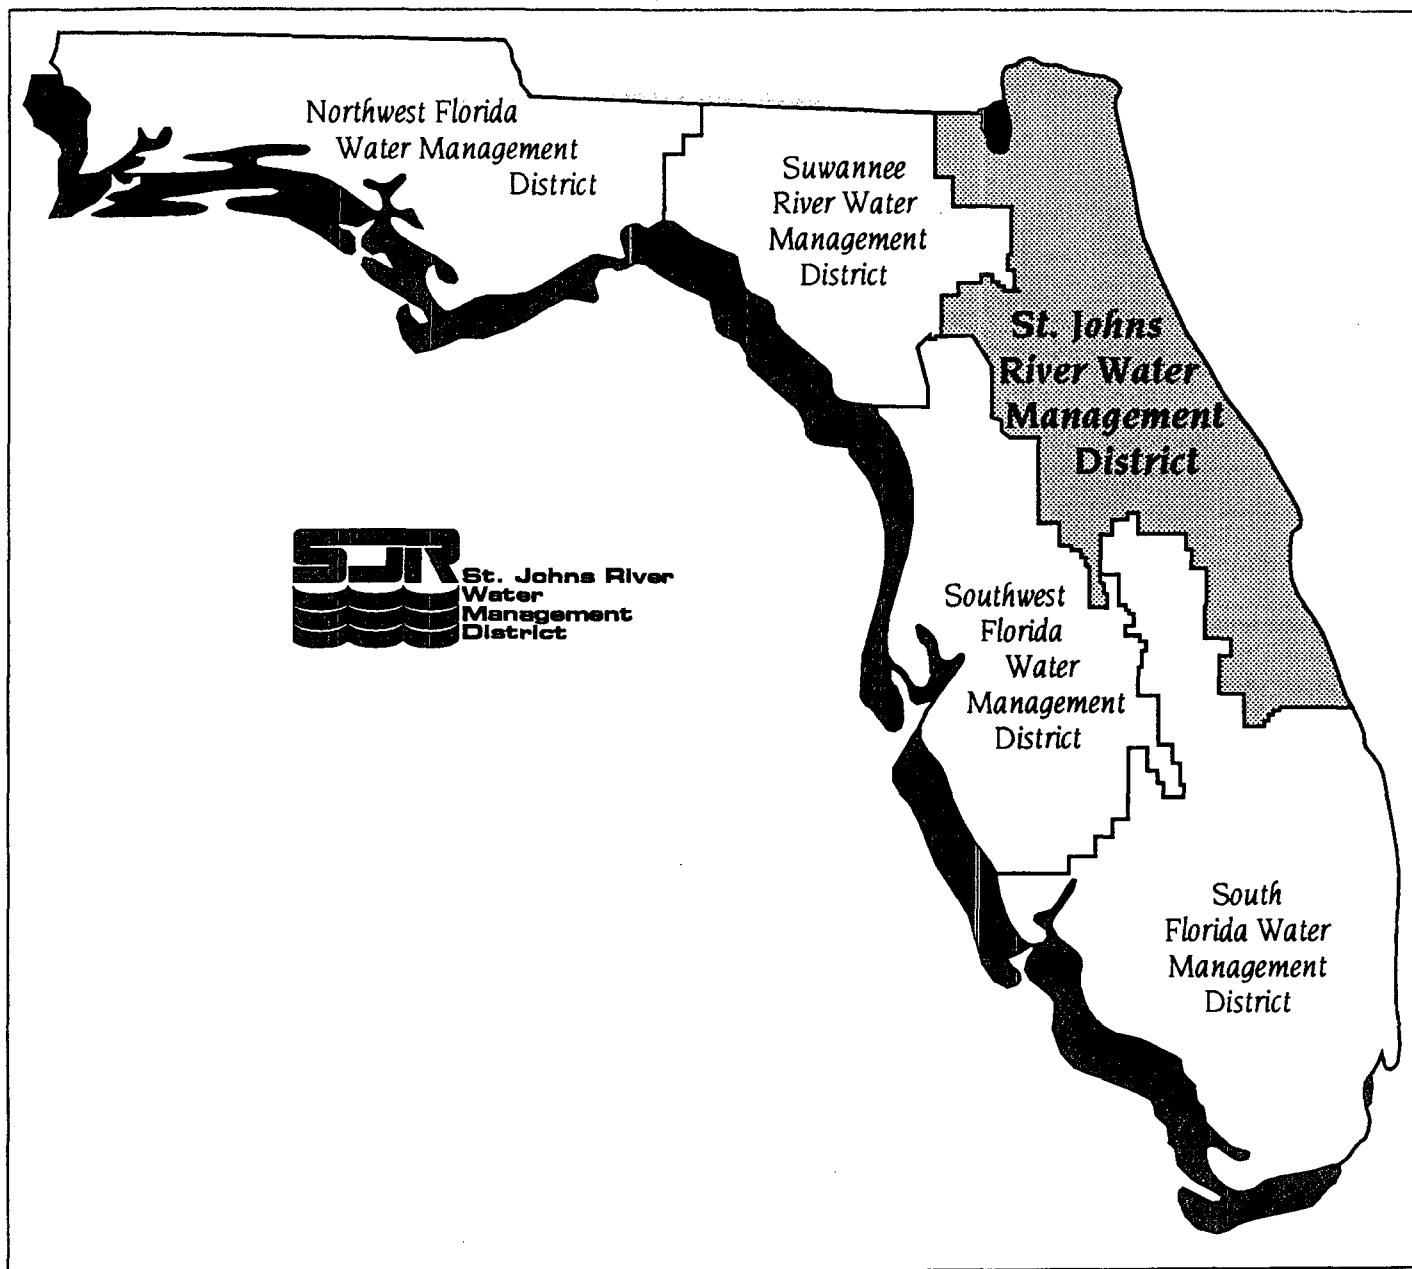 Northwest Florida
Water Management
District
Suwannee
River Water
Management
District
St. Johns
River Water
Management
District
SJR
St. Johns River
Water
Management
District
Southwest
Florida
Water
Management
District
South
Florida Water
Management
District